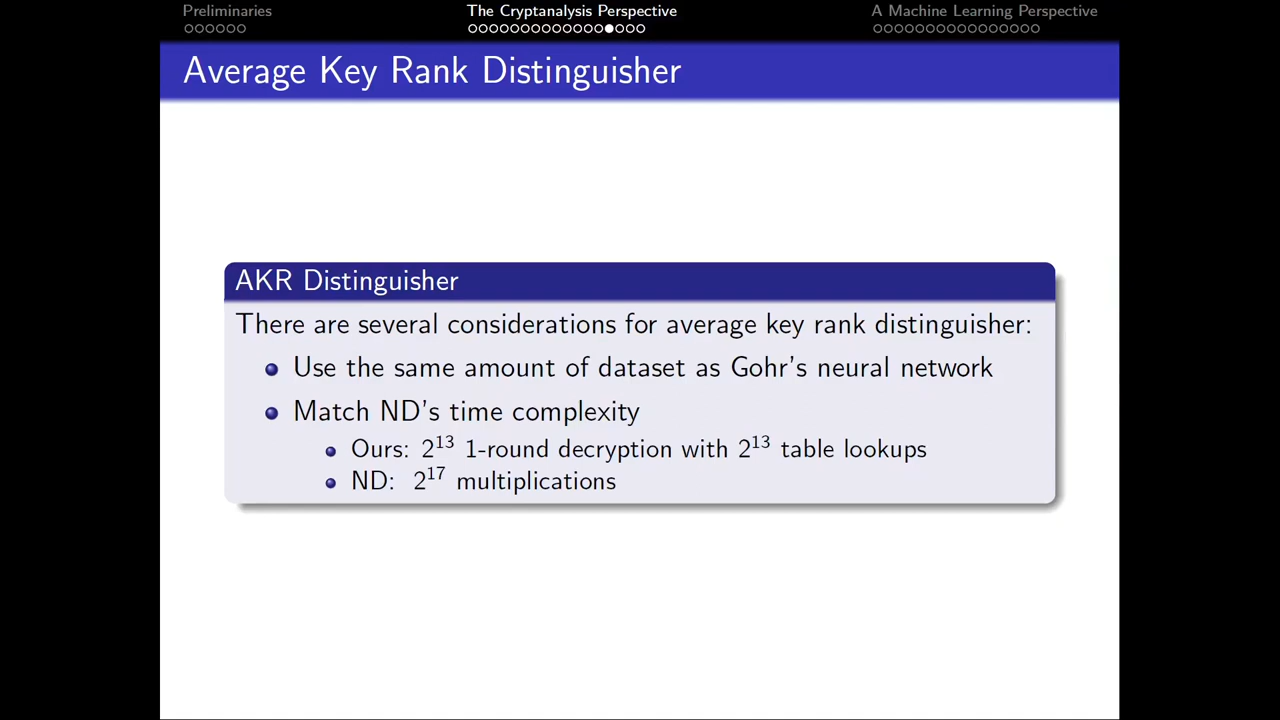 Preliminaries
The Cryptanalysis Perspective
A Machine Learning Perspective
Average Key Rank Distinguisher
AKR Distinguisher
There are several considerations for average key rank distinguisher:
Use the same amount of dataset as Gohr's neural network
Match ND's time complexity
Ours: 2^13 1-round decryption with 2^13 table lookups
ND: 2^17 multiplications